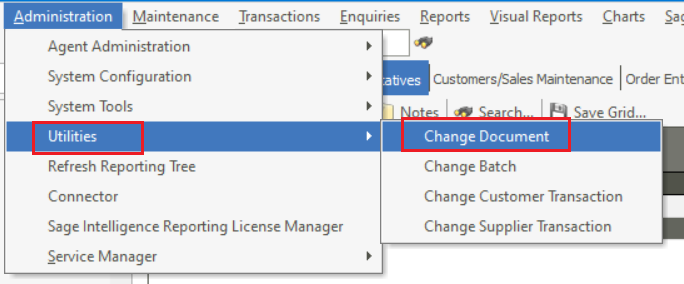 Administration Maintenance Transactions Enquiries Reports Visual Reports Charts
Agent Administration
System Configuration
Customers/Sales Maintenance Order Ent
System Tools
Notes Search... Save Grid...
Utilities
Change Document
Refresh Reporting Tree
Change Batch
Connector
Change Customer Transaction
Sage Intelligence Reporting License Manager
Change Supplier Transaction
Service Manager